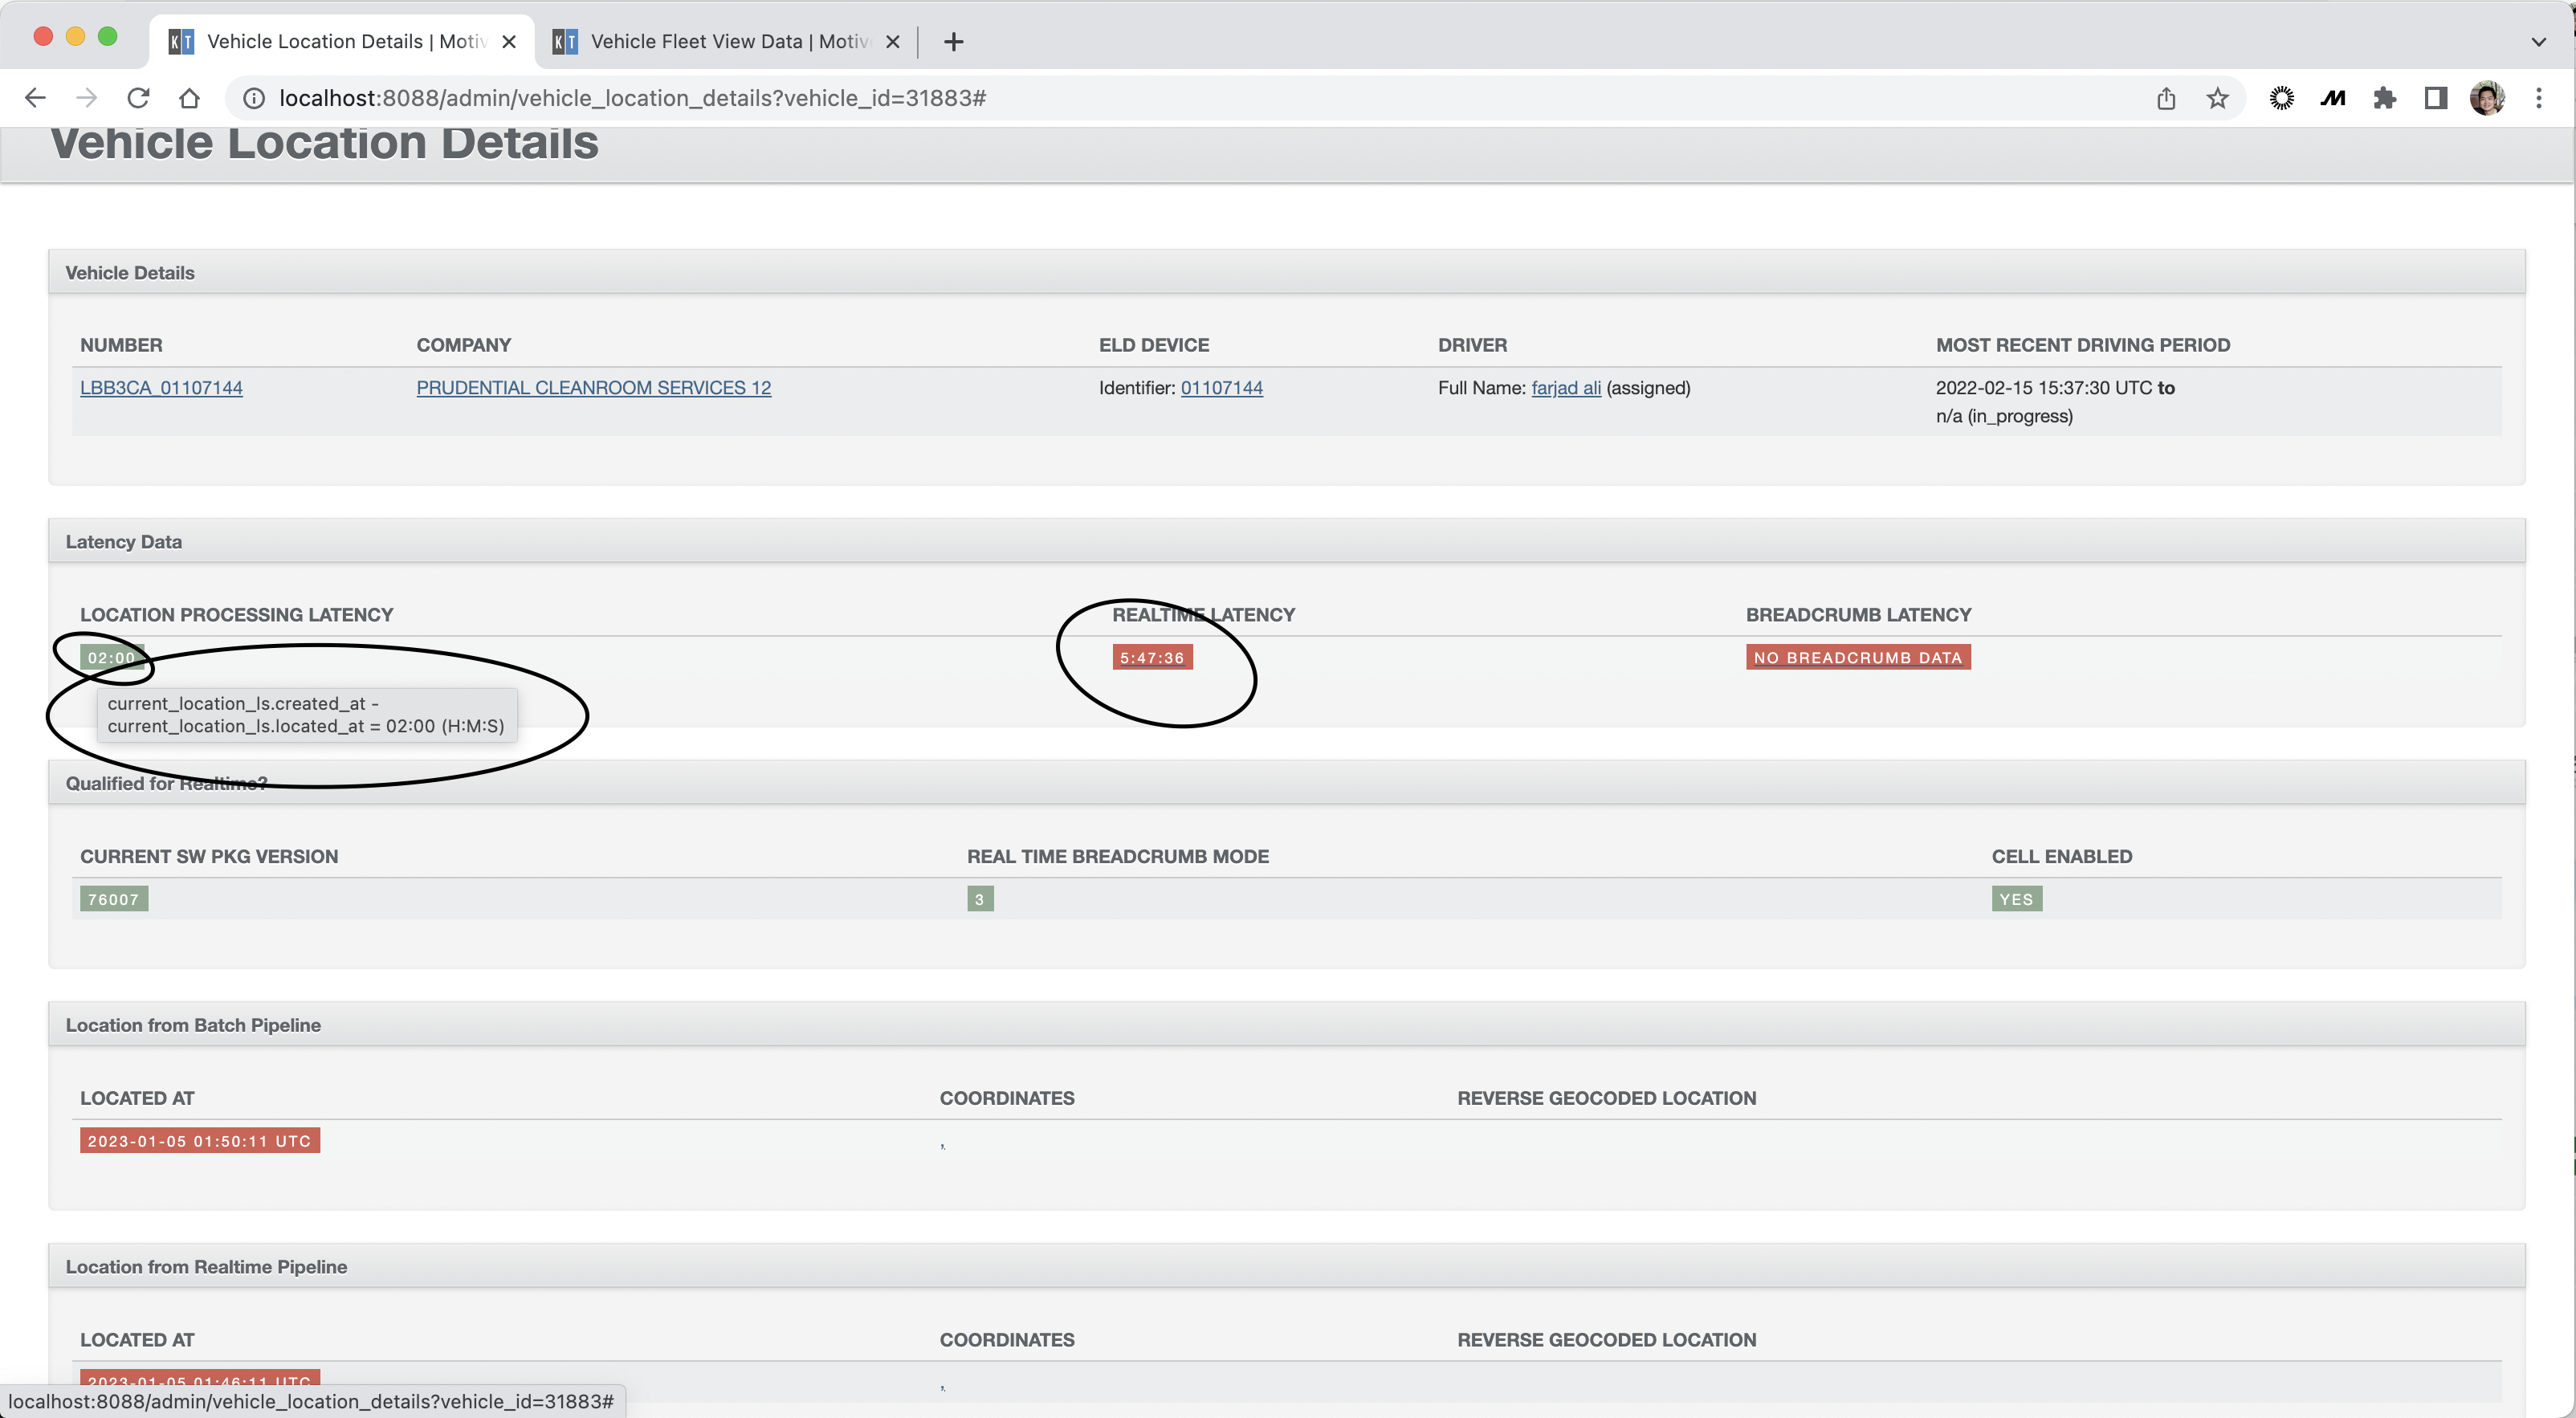 Vehicle Location Details | Motiv
Vehicle Fleet View Data | Motiv
localhost:8088/admin/vehicle_location_details?vehicle_id=31883#
Vehicle Location Details
Vehicle Details
NUMBER COMPANY ELD DEVICE DRIVER MOST RECENT DRIVING PERIOD
LBB3CA_01107144 PRUDENTIAL CLEANROOM SERVICES 12 Identifier: 01107144 Full Name: farjad ali (assigned) 2022-02-15 15:37:30 UTC to
n/a (in_progress)
Latency Data
LOCATION PROCESSING LATENCY REALTIME LATENCY BREADCRUMB LATENCY
02:00 5:47:36 NO BREADCRUMB DATA
current_location_ls.created_at -
current_location_ls.located_at = 02:00 (H:M:S)
Qualified for Realtime?
CURRENT SW PKG VERSION REAL TIME BREADCRUMB MODE CELL ENABLED
76007 3 YES
Location from Batch Pipeline
LOCATED AT COORDINATES REVERSE GEOCODED LOCATION
2023-01-05 01:50:11 UTC ,
Location from Realtime Pipeline
LOCATED AT COORDINATES REVERSE GEOCODED LOCATION
2023-01-05 01:46:11 UTC ,
localhost:8088/admin/vehicle_location_details?vehicle_id=31883#